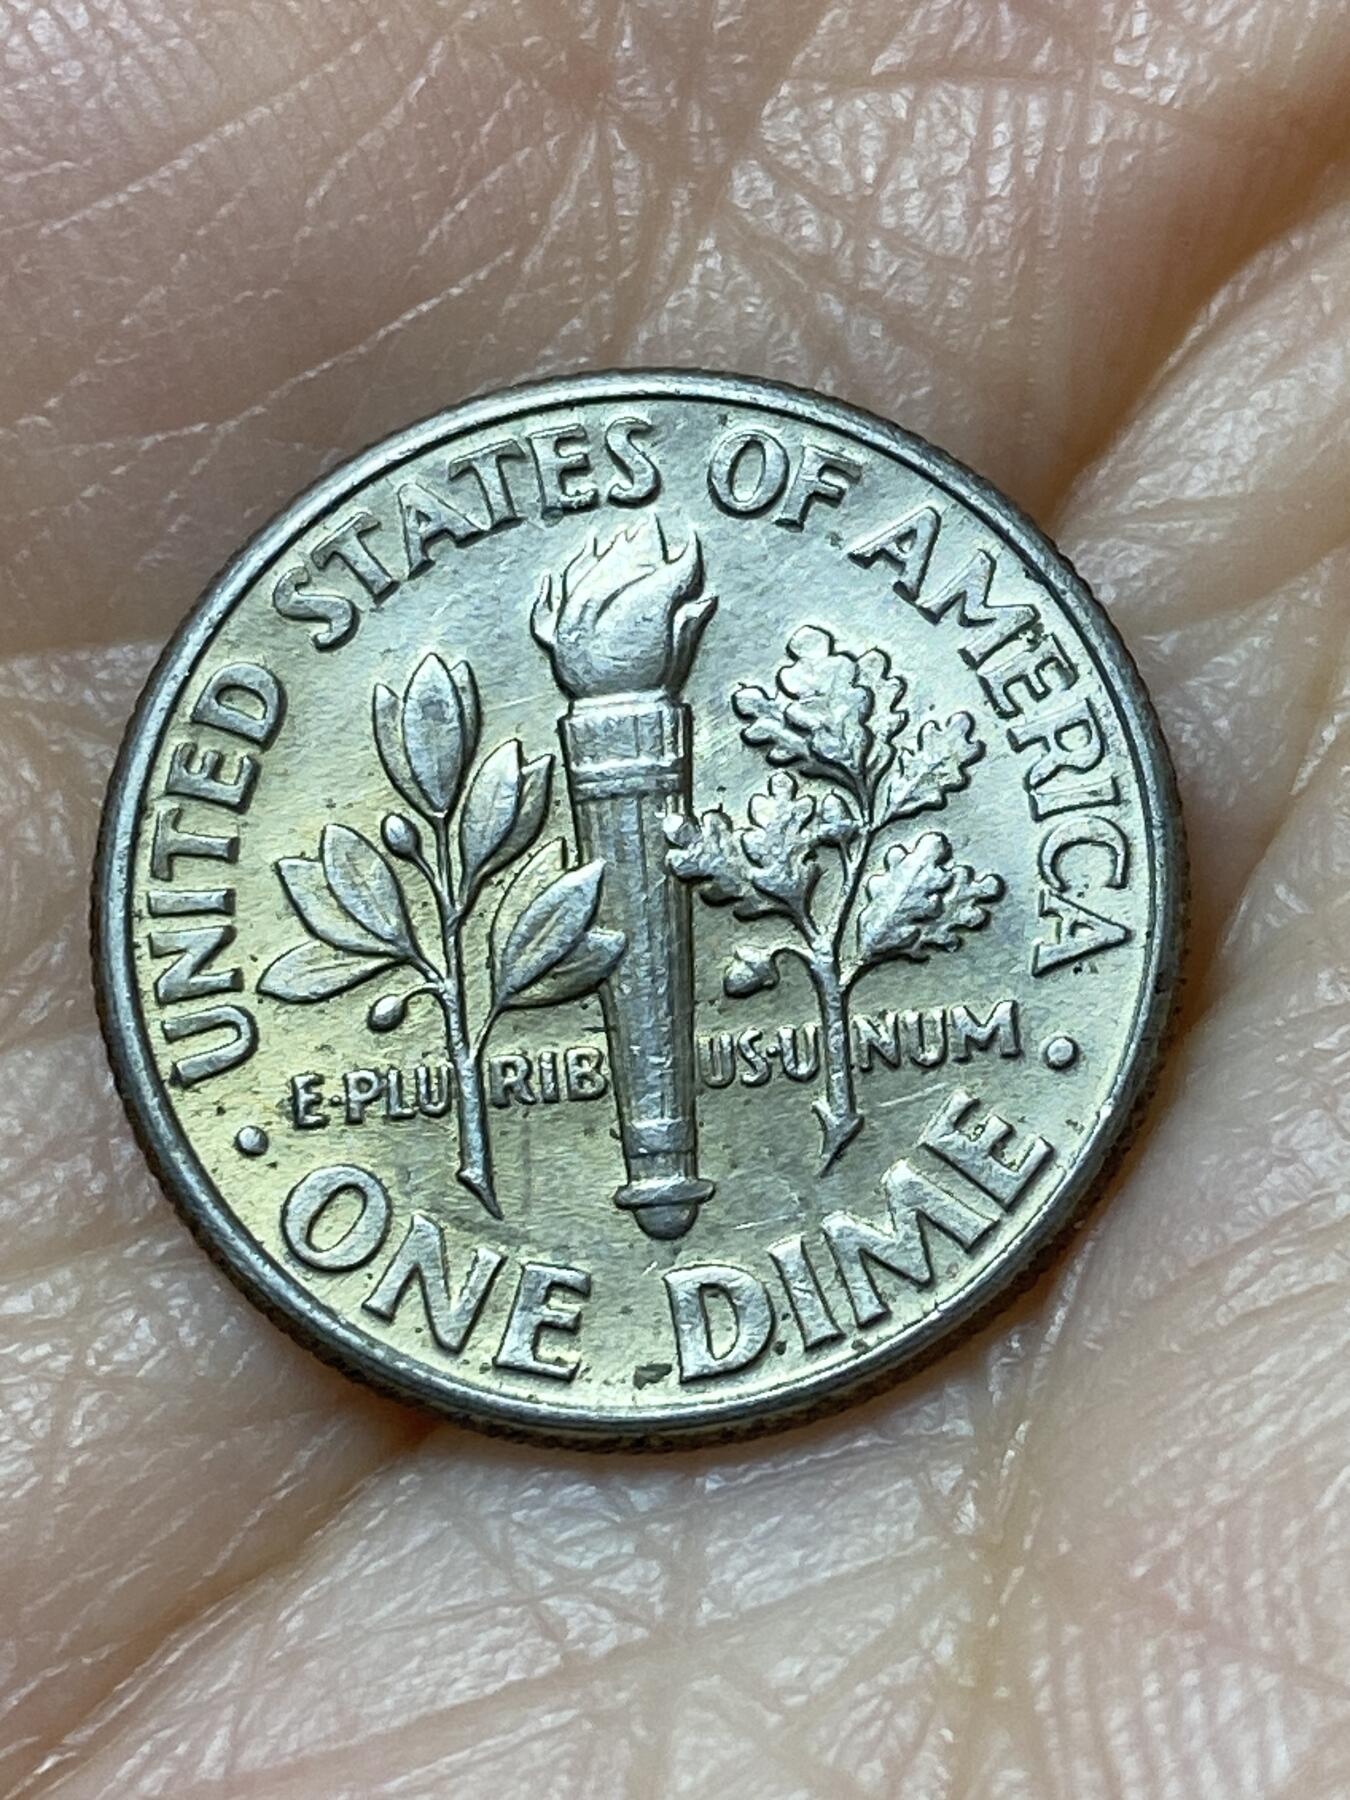 UNITED STATES OF AMERICA
E·PLURIBUS·UNUM
· ONE DIME ·